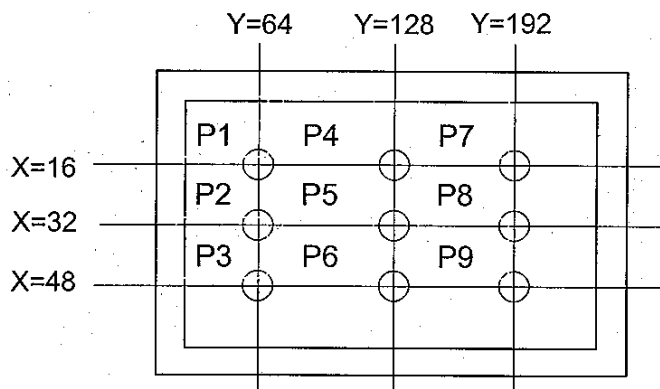 Y=64 Y=128 Y=192
P1 P4 P7
X=16
P2 P5 P8
X=32
P3 P6 P9
X=48